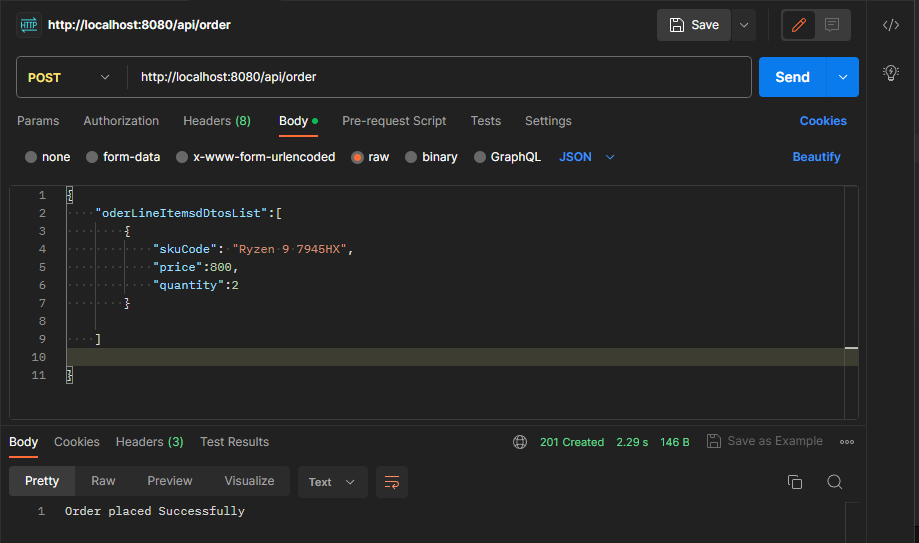 HTTP http://localhost:8080/api/order Save
POST http://localhost:8080/api/order Send
Params Authorization Headers (8) Body Pre-request Script Tests Settings Cookies
none form-data x-www-form-urlencoded raw binary GraphQL JSON Beautify
1 {
2 "oderLineItemsdDtosList":[
3 {
4 "skuCode": "Ryzen 9 7945HX",
5 "price":800,
6 "quantity":2
7 }
8
9 ]
10
11 }
Body Cookies Headers (3) Test Results 201 Created 2.29 s 146 B Save as Example
Pretty Raw Preview Visualize Text
1 Order placed Successfully